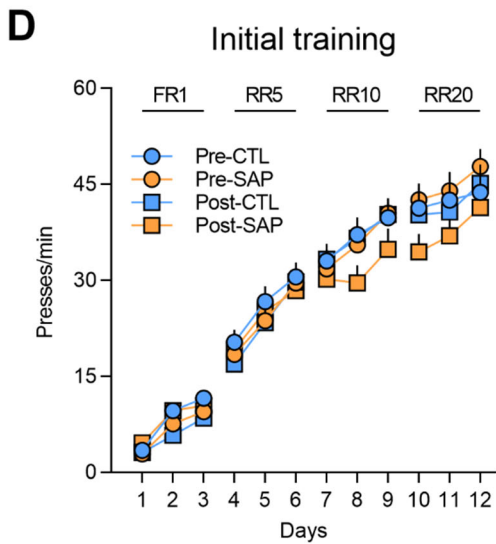 D
Initial training
60
FR1 RR5 RR10 RR20
Pre-CTL
Pre-SAP
Post-CTL
Post-SAP
45
30
15
0
Presses/min
1 2 3 4 5 6 7 8 9 10 11 12
Days